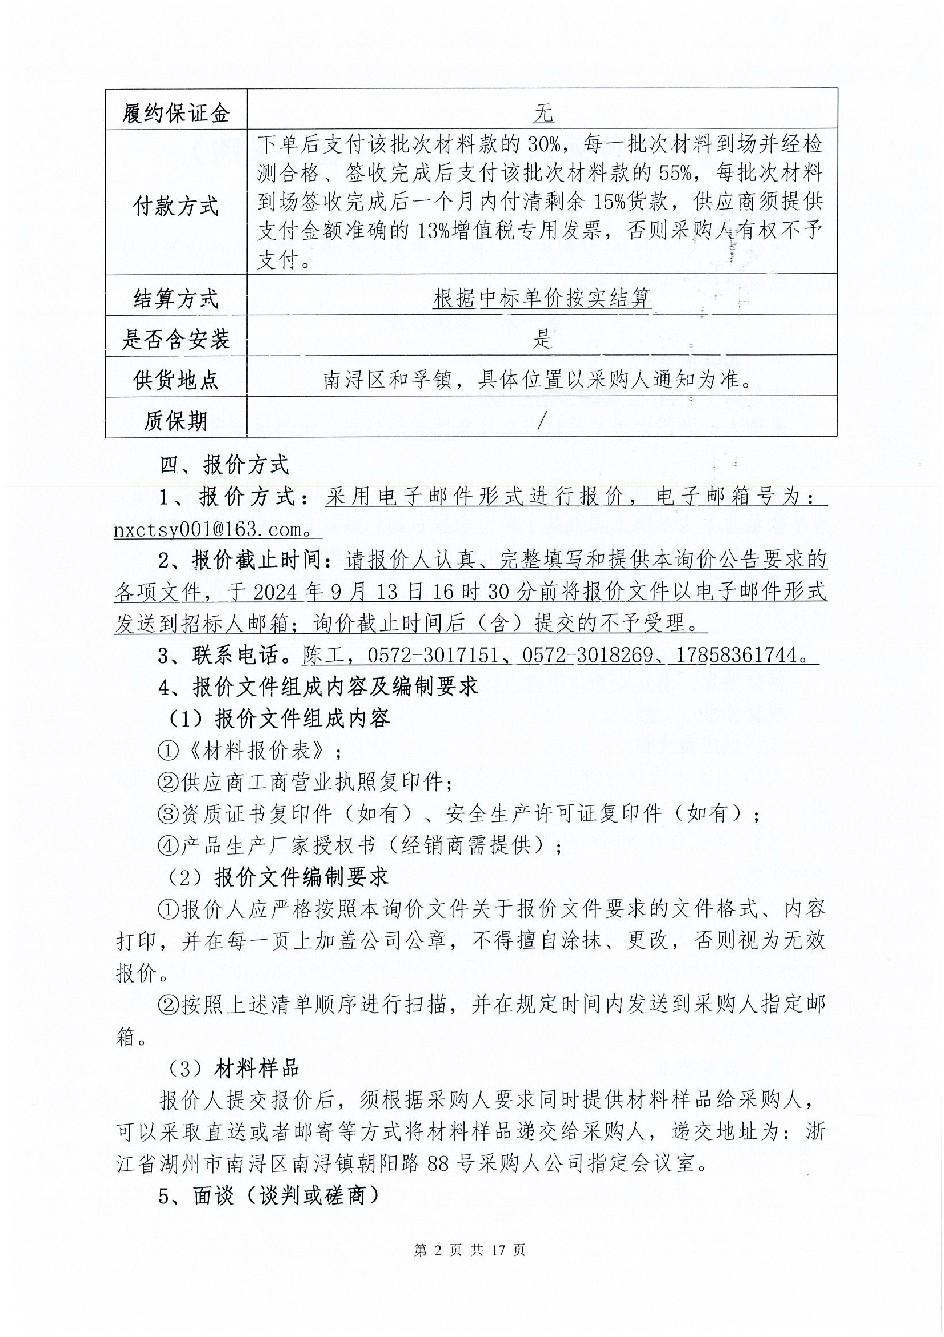 履约保证金 无
付款方式 下单后支付该批次材料款的 30%，每一批次材料到场并经检
测合格、签收完成后支付该批次材料款的 55%，每批次材料
到场签收完成后一个月内付清剩余 15%货款，供应商须提供
支付金额准确的 13%增值税专用发票，否则采购人有权不予
支付。
结算方式 根据中标单价按实结算
是否含安装 是
供货地点 南浔区和孚镇，具体位置以采购人通知为准。
质保期 /
四、报价方式
1、报价方式：采用电子邮件形式进行报价，电子邮箱号为：
nxctsy001@163.com。
2、报价截止时间：请报价人认真、完整填写和提供本询价公告要求的
各项文件，于 2024 年 9 月 13 日 16 时 30 分前将报价文件以电子邮件形式
发送到招标人邮箱；询价截止时间后（含）提交的不予受理。
3、联系电话。陈工，0572-3017151、0572-3018269、17858361744。
4、报价文件组成内容及编制要求
（1）报价文件组成内容
①《材料报价表》；
②供应商工商营业执照复印件；
③资质证书复印件（如有）、安全生产许可证复印件（如有）；
④产品生产厂家授权书（经销商需提供）；
（2）报价文件编制要求
①报价人应严格按照本询价文件关于报价文件要求的文件格式、内容
打印，并在每一页上加盖公司公章，不得擅自涂抹、更改，否则视为无效
报价。
②按照上述清单顺序进行扫描，并在规定时间内发送到采购人指定邮
箱。
（3）材料样品
报价人提交报价后，须根据采购人要求同时提供材料样品给采购人，
可以采取直送或者邮寄等方式将材料样品递交给采购人，递交地址为：浙
江省湖州市南浔区南浔镇朝阳路 88 号采购人公司指定会议室。
5、面谈（谈判或磋商）
第 2 页 共 17 页